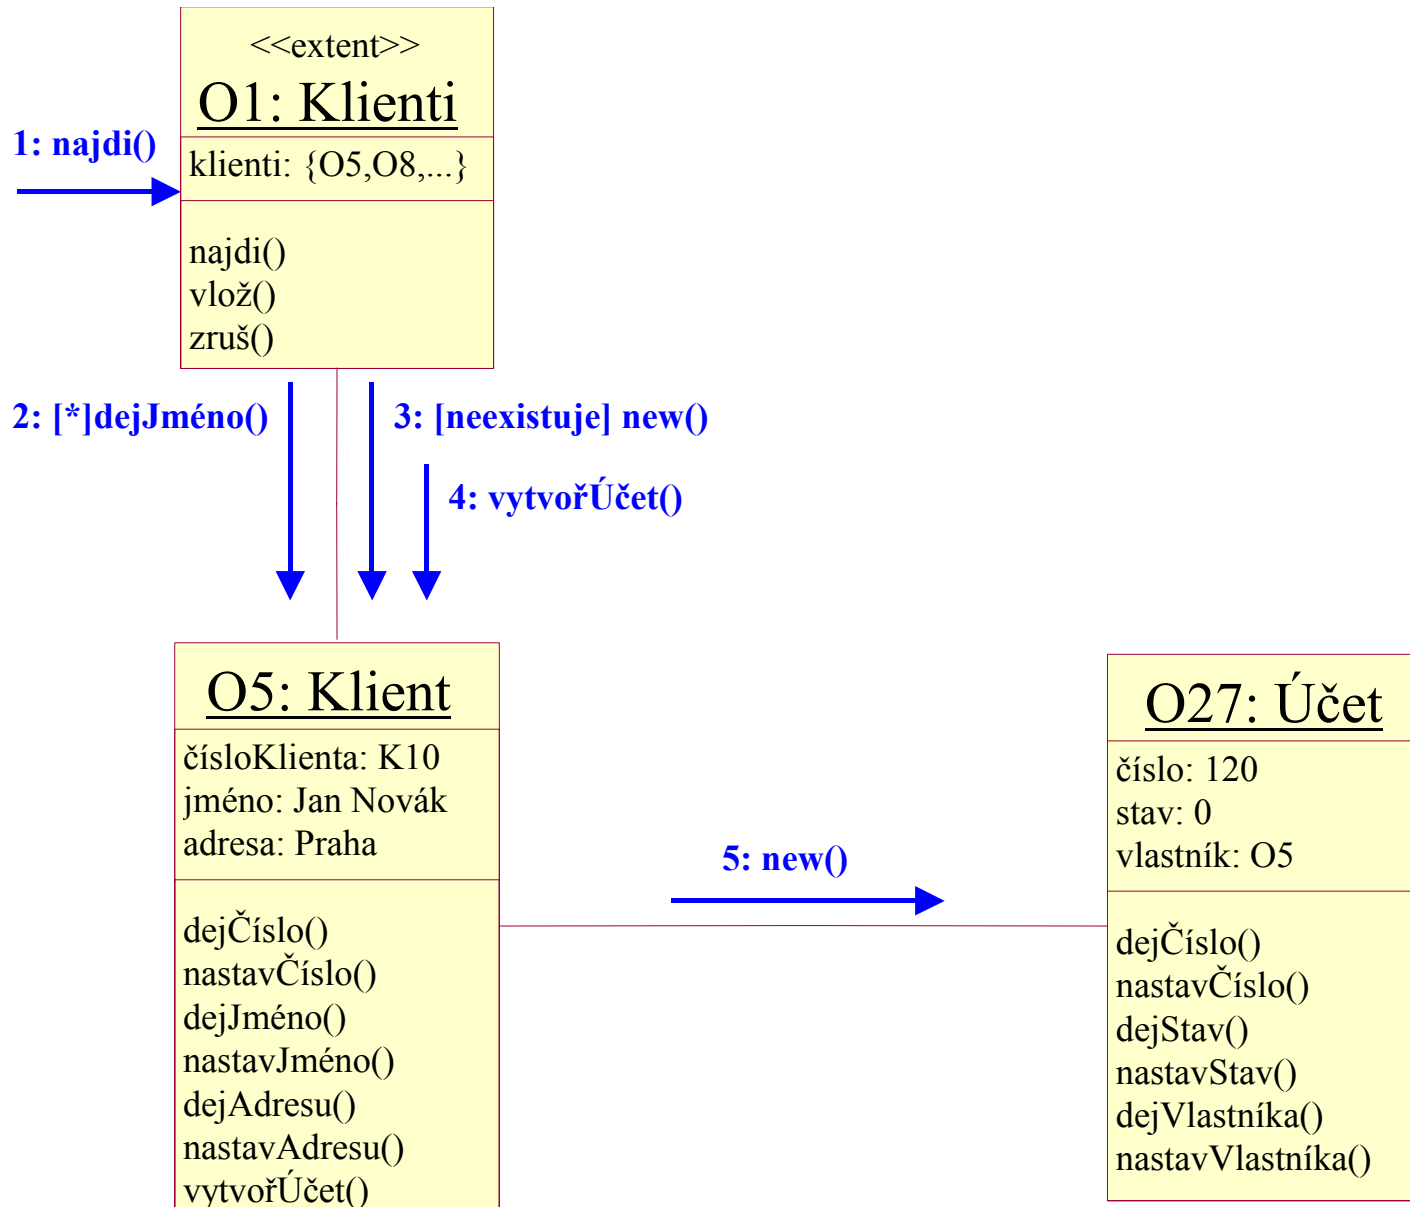 <<extent>>
O1: Klienti
1: najdi()
klienti: {O5,O8,...}
najdi()
vlož()
zruš()
2: [*]dejJméno()
3: [neexistuje] new()
4: vytvořÚčet()
O5: Klient
čísloKlienta: K10
jméno: Jan Novák
adresa: Praha
dejČíslo()
nastavČíslo()
dejJméno()
nastavJméno()
dejAdresu()
nastavAdresu()
vytvořÚčet()
5: new()
O27: Účet
číslo: 120
stav: 0
vlastník: O5
dejČíslo()
nastavČíslo()
dejStav()
nastavStav()
dejVlastníka()
nastavVlastníka()